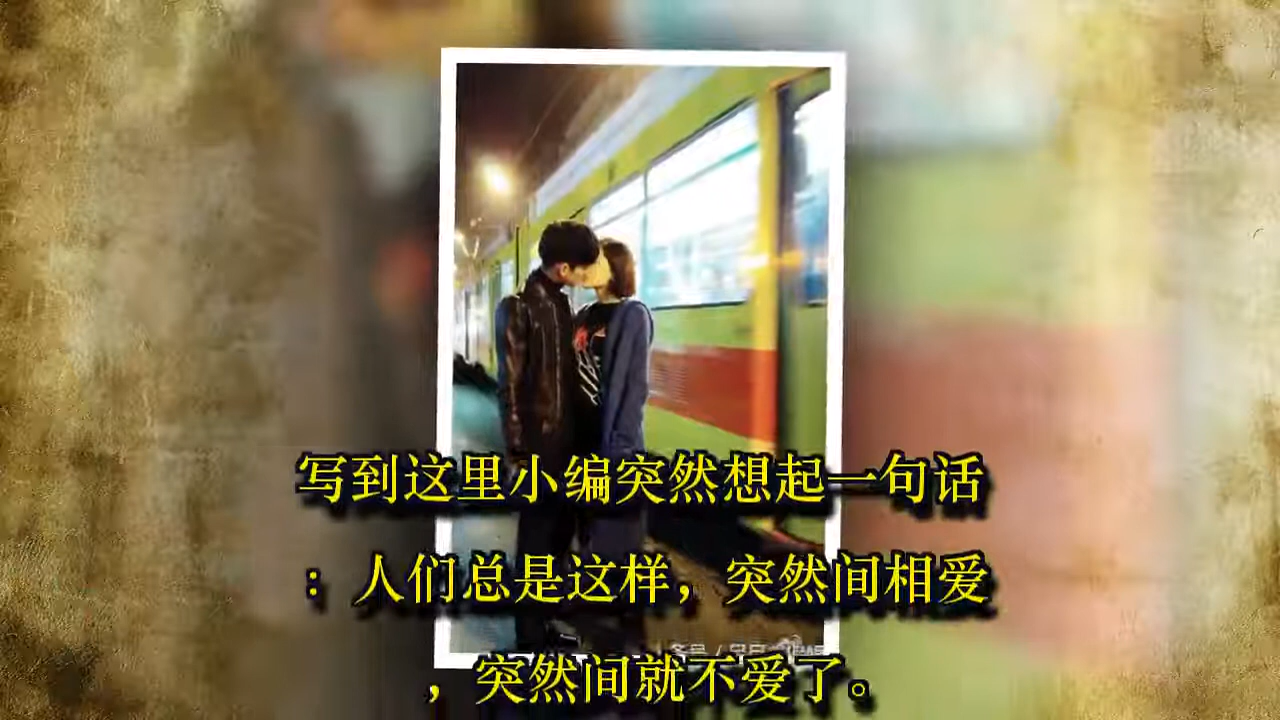 写到这里小编突然想起一句话
：人们总是这样，突然间相爱
，突然间就不爱了。